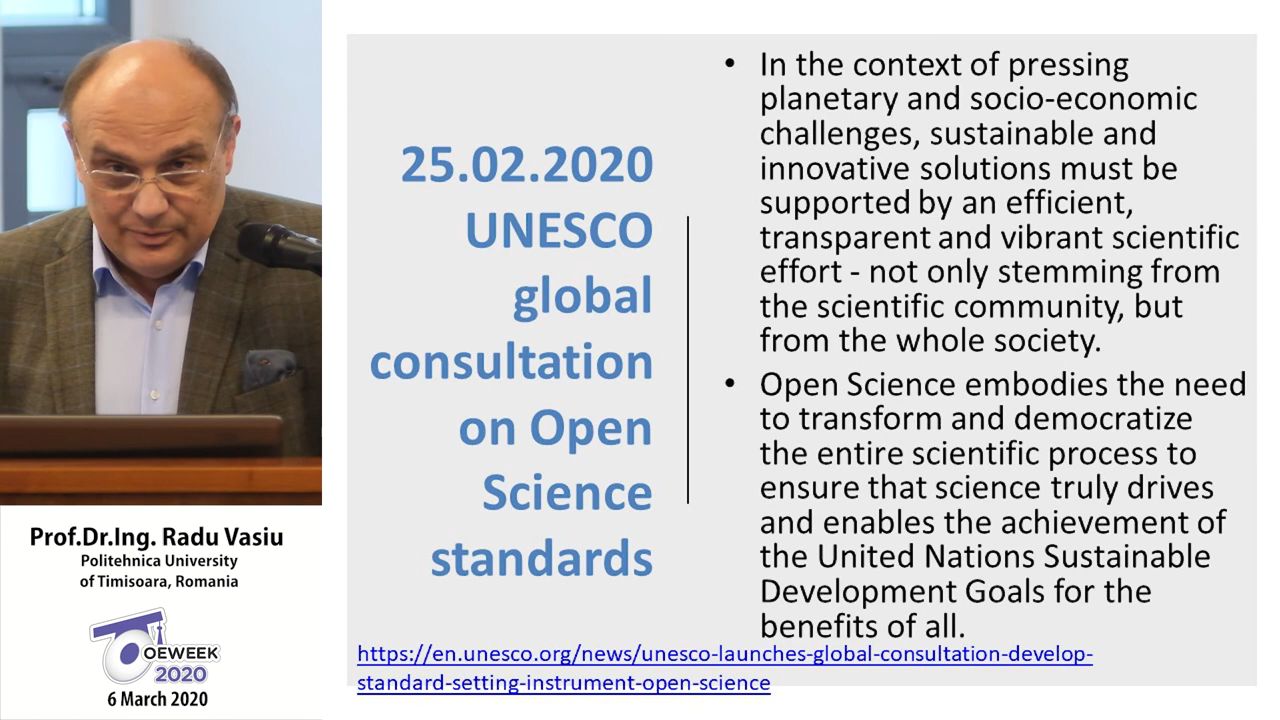 Prof.Dr.Ing. Radu Vasiu
Politehnica University
of Timisoara, Romania
OEWEEK
2020
6 March 2020
25.02.2020
UNESCO
global
consultation
on Open
Science
standards
• In the context of pressing
planetary and socio-economic
challenges, sustainable and
innovative solutions must be
supported by an efficient,
transparent and vibrant scientific
effort - not only stemming from
the scientific community, but
from the whole society.
• Open Science embodies the need
to transform and democratize
the entire scientific process to
ensure that science truly drives
and enables the achievement of
the United Nations Sustainable
Development Goals for the
benefits of all.
https://en.unesco.org/news/unesco-launches-global-consultation-develop-
standard-setting-instrument-open-science